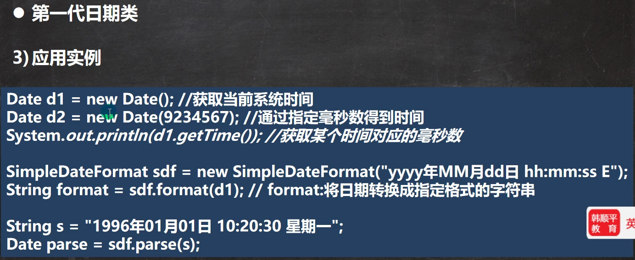 ● 第一代日期类
3) 应用实例
Date d1 = new Date(); //获取当前系统时间
Date d2 = new Date(9234567); //通过指定毫秒数得到时间
System.out.println(d1.getTime()); //获取某个时间对应的毫秒数
SimpleDateFormat sdf = new SimpleDateFormat("yyyy年MM月dd日 hh:mm:ss E");
String format = sdf.format(d1); // format:将日期转换成指定格式的字符串
String s = "1996年01月01日 10:20:30 星期一";
Date parse = sdf.parse(s);
韩顺平
教育
英